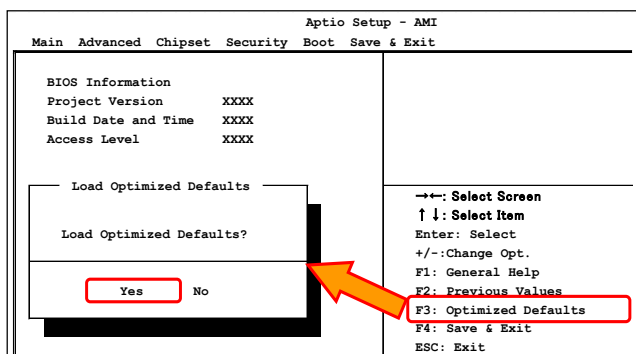 Aptio Setup - AMI
Main Advanced Chipset Security Boot Save & Exit
BIOS Information
Project Version XXXX
Build Date and Time XXXX
Access Level XXXX
Load Optimized Defaults
Load Optimized Defaults?
Yes No
→←: Select Screen
↑↓: Select Item
Enter: Select
+/-:Change Opt.
F1: General Help
F2: Previous Values
F3: Optimized Defaults
F4: Save & Exit
ESC: Exit